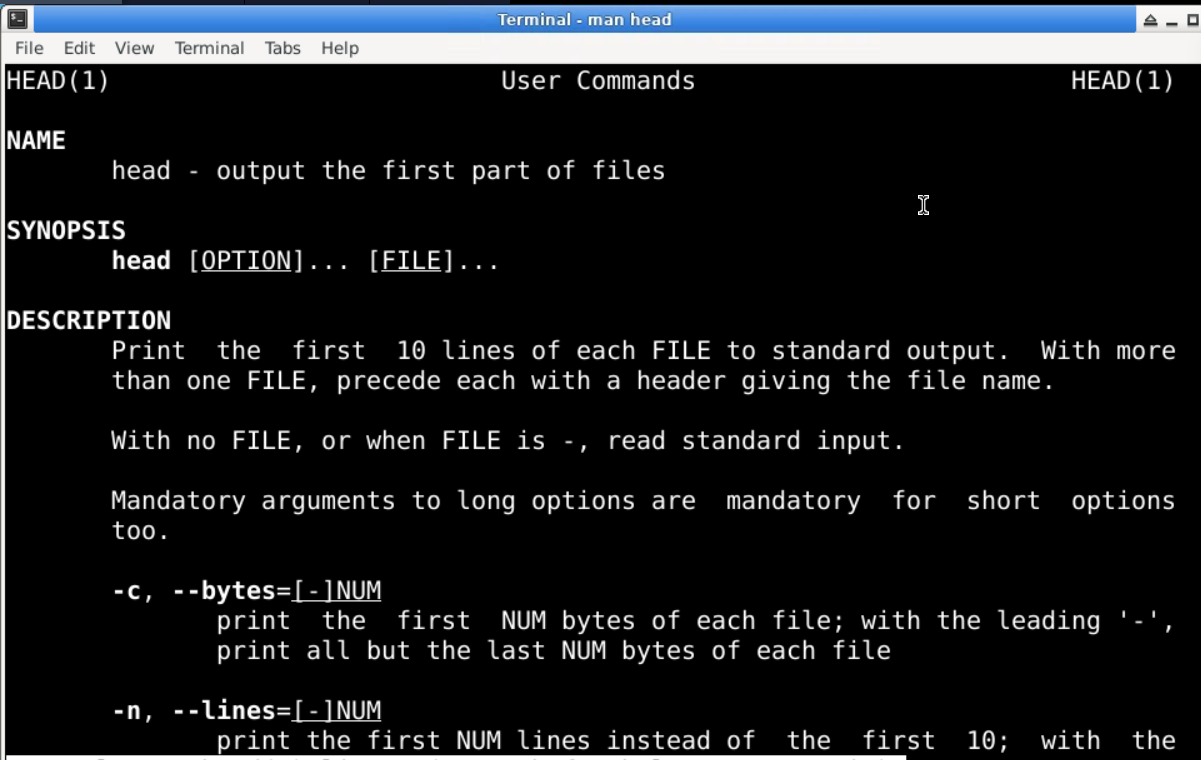 Terminal - man head
File Edit View Terminal Tabs Help
HEAD(1) User Commands HEAD(1)
NAME
head - output the first part of files
SYNOPSIS
head [OPTION]... [FILE]...
DESCRIPTION
Print the first 10 lines of each FILE to standard output. With more
than one FILE, precede each with a header giving the file name.
With no FILE, or when FILE is -, read standard input.
Mandatory arguments to long options are mandatory for short options
too.
-c, --bytes=[-]NUM
print the first NUM bytes of each file; with the leading '-',
print all but the last NUM bytes of each file
-n, --lines=[-]NUM
print the first NUM lines instead of the first 10; with the